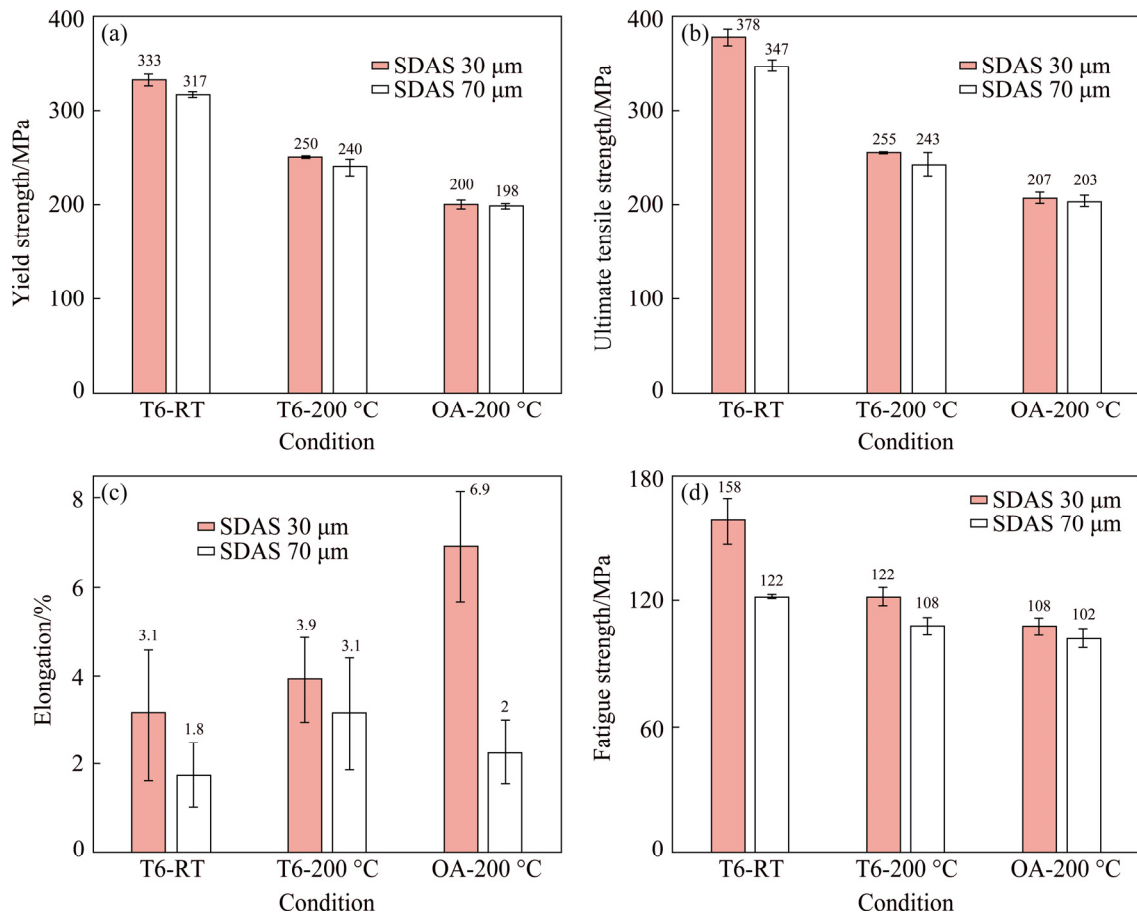 (a)
SDAS 30 μm
SDAS 70 μm
Yield strength/MPa
400
300
200
100
0
333
317
250
240
200
198
T6-RT
T6-200 °C
OA-200 °C
Condition
(b)
SDAS 30 μm
SDAS 70 μm
Ultimate tensile strength/MPa
400
300
200
100
0
378
347
255
243
207
203
T6-RT
T6-200 °C
OA-200 °C
Condition
(c)
SDAS 30 μm
SDAS 70 μm
Elongation/%
8
6
4
2
0
3.1
1.8
3.9
3.1
6.9
2
T6-RT
T6-200 °C
OA-200 °C
Condition
(d)
SDAS 30 μm
SDAS 70 μm
Fatigue strength/MPa
180
120
60
0
158
122
122
108
108
102
T6-RT
T6-200 °C
OA-200 °C
Condition